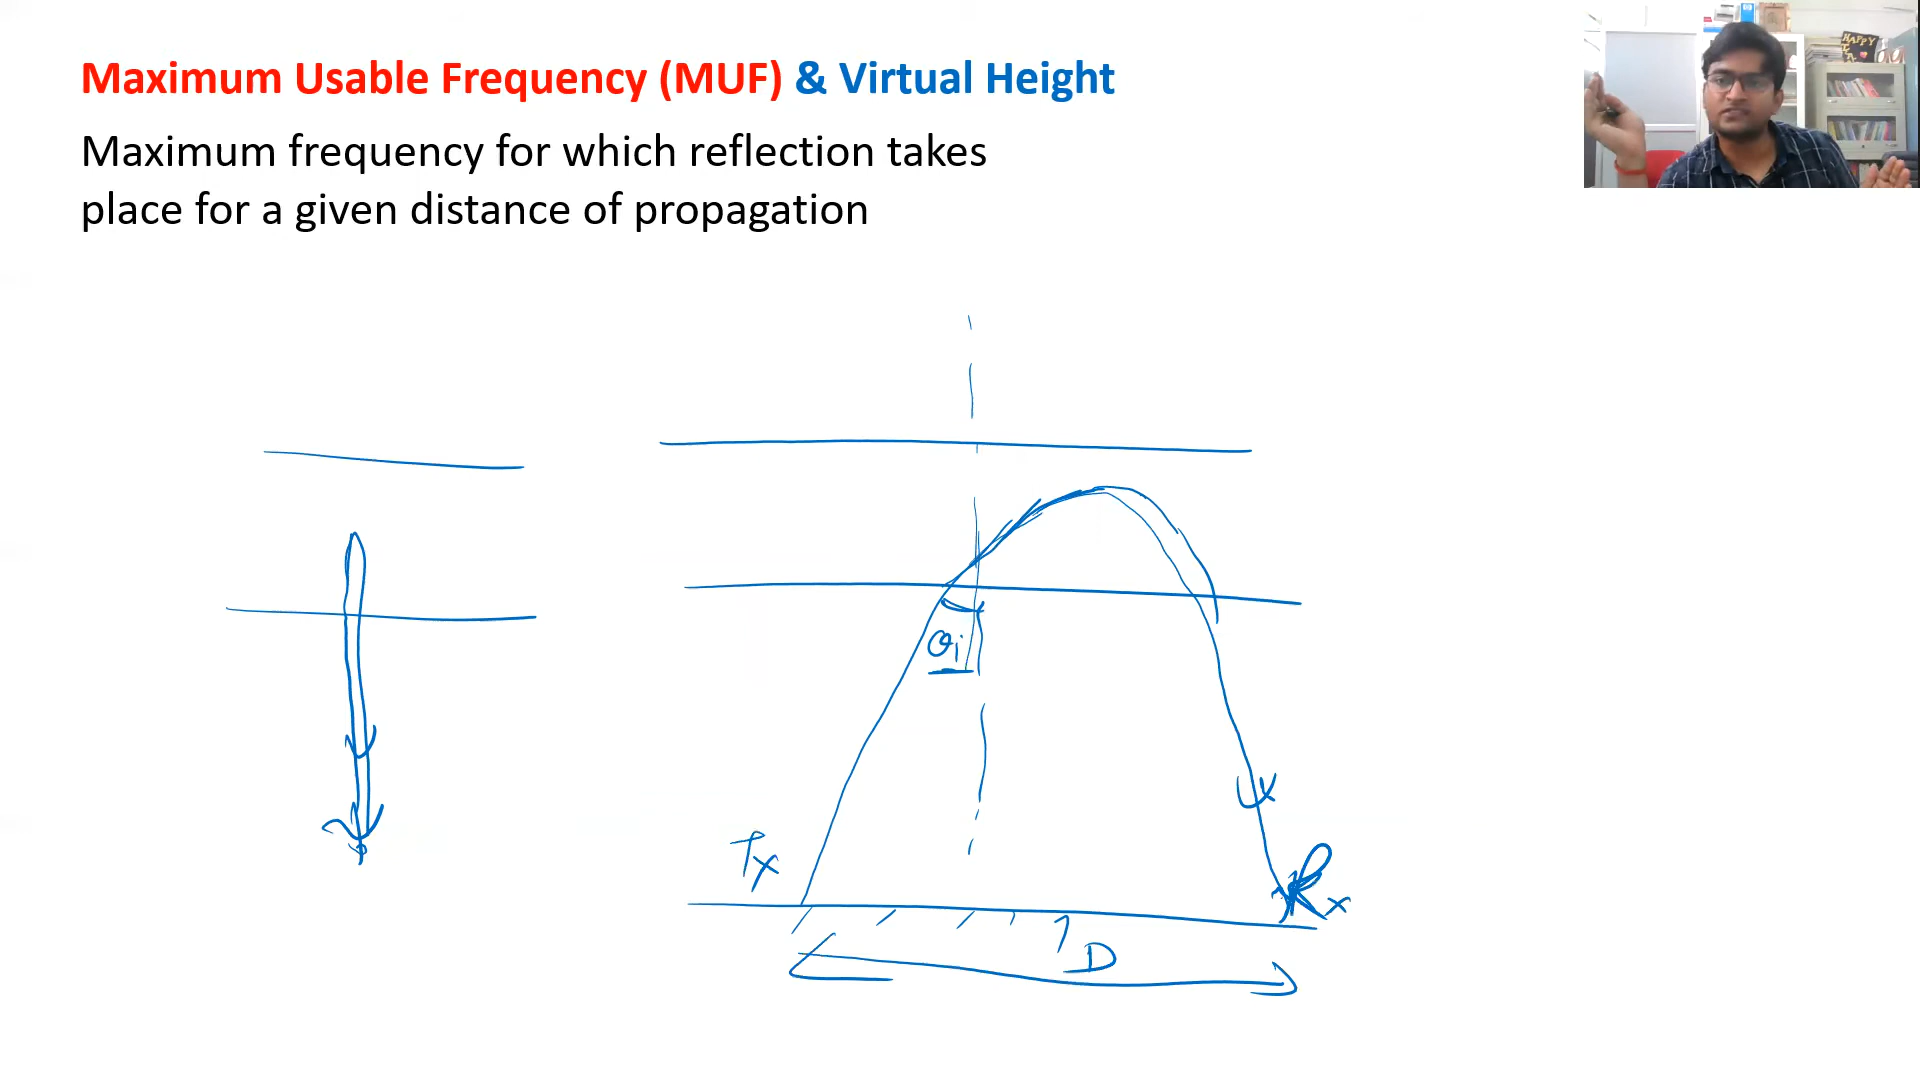 Maximum Usable Frequency (MUF) & Virtual Height
Maximum frequency for which reflection takes
place for a given distance of propagation
θi
Tx
Rx
D
HAPPY